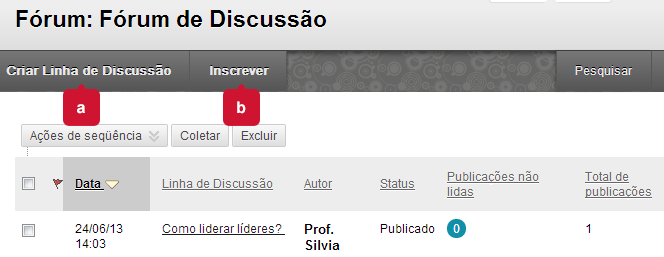 Fórum: Fórum de Discussão
Criar Linha de Discussão Inscrever Pesquisar
a b
Ações de seqüência Coletar Excluir
Data Linha de Discussão Autor Status Publicações não lidas Total de publicações
24/06/13 14:03 Como liderar líderes? Prof. Silvia Publicado 0 1